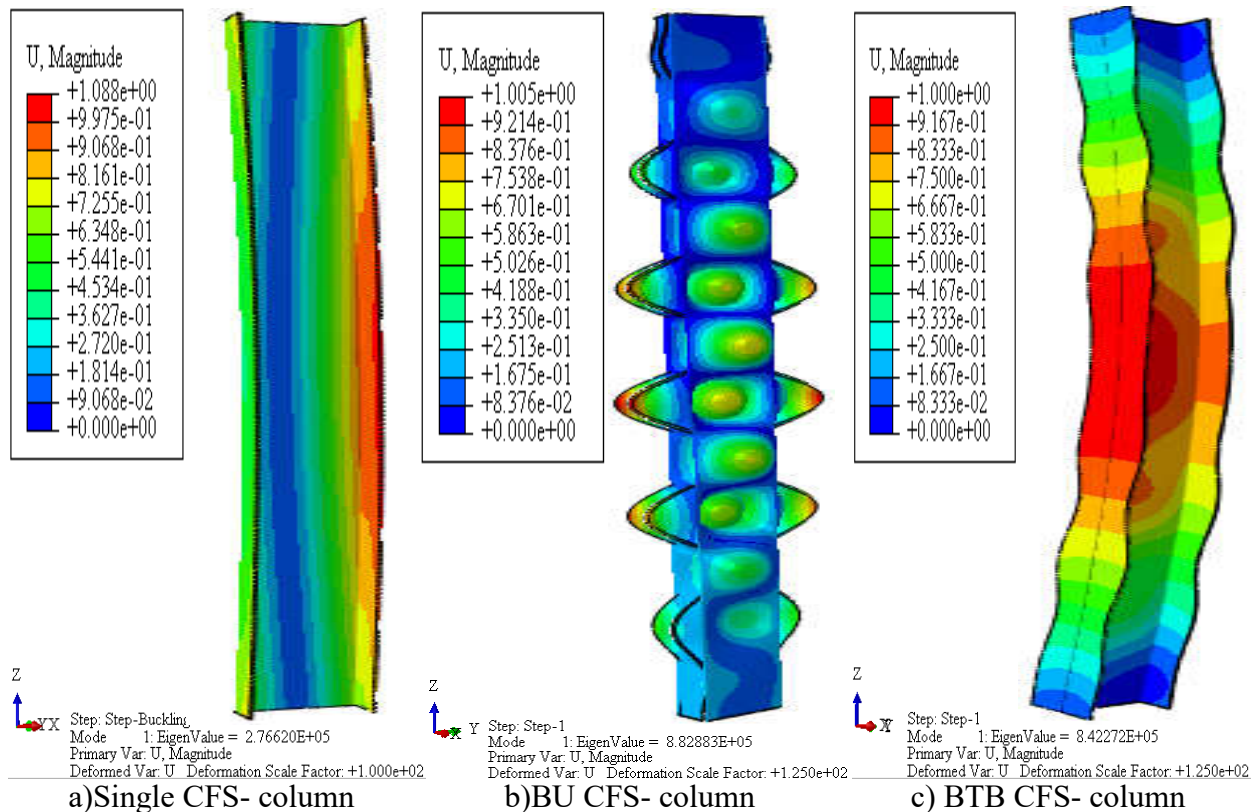 U, Magnitude
+1.088e+00
+9.975e-01
+9.068e-01
+8.161e-01
+7.255e-01
+6.348e-01
+5.441e-01
+4.534e-01
+3.627e-01
+2.720e-01
+1.814e-01
+9.068e-02
+0.000e+00
Z
YX
Step: Step-Buckling
Mode 1: EigenValue = 2.76620E+05
Primary Var: U, Magnitude
Deformed Var: U Deformation Scale Factor: +1.000e+02
a)Single CFS- column
U, Magnitude
+1.005e+00
+9.214e-01
+8.376e-01
+7.538e-01
+6.701e-01
+5.863e-01
+5.026e-01
+4.188e-01
+3.350e-01
+2.513e-01
+1.675e-01
+8.376e-02
+0.000e+00
Z
X Y
Step: Step-1
Mode 1: EigenValue = 8.82883E+05
Primary Var: U, Magnitude
Deformed Var: U Deformation Scale Factor: +1.250e+02
b)BU CFS- column
U, Magnitude
+1.000e+00
+9.167e-01
+8.333e-01
+7.500e-01
+6.667e-01
+5.833e-01
+5.000e-01
+4.167e-01
+3.333e-01
+2.500e-01
+1.667e-01
+8.333e-02
+0.000e+00
Z
Step: Step-1
Mode 1: EigenValue = 8.42272E+05
Primary Var: U, Magnitude
Deformed Var: U Deformation Scale Factor: +1.250e+02
c) BTB CFS- column